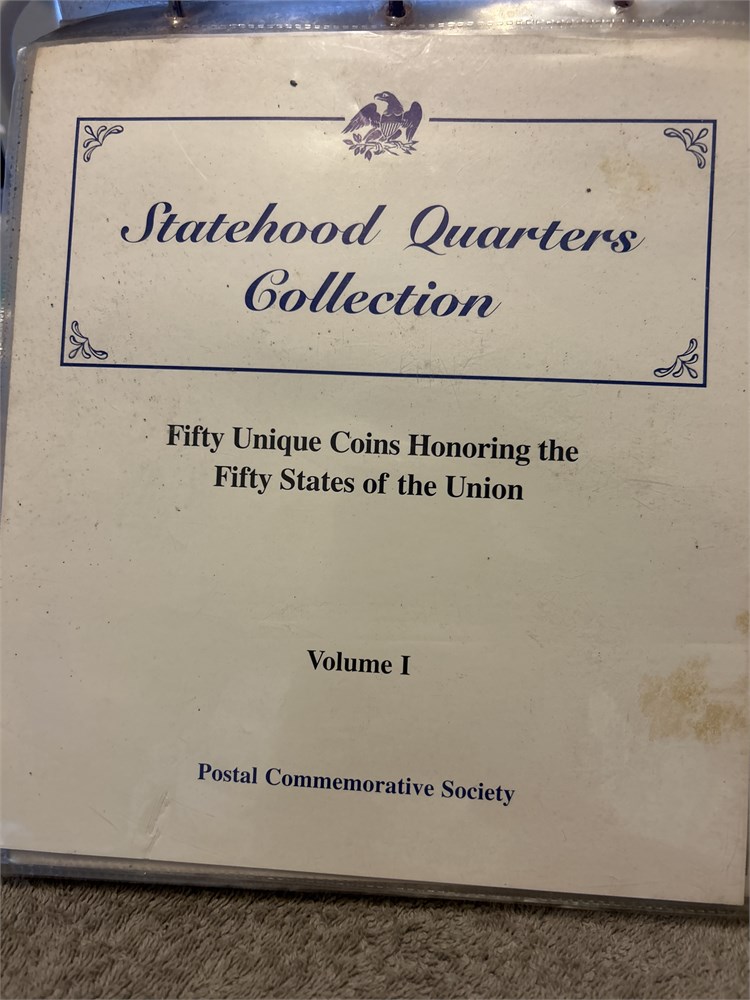 Statehood Quarters
Collection
Fifty Unique Coins Honoring the
Fifty States of the Union
Volume I
Postal Commemorative Society